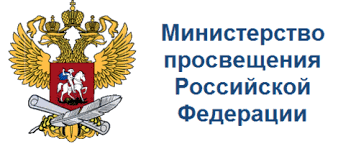 Министерство
просвещения
Российской
Федерации